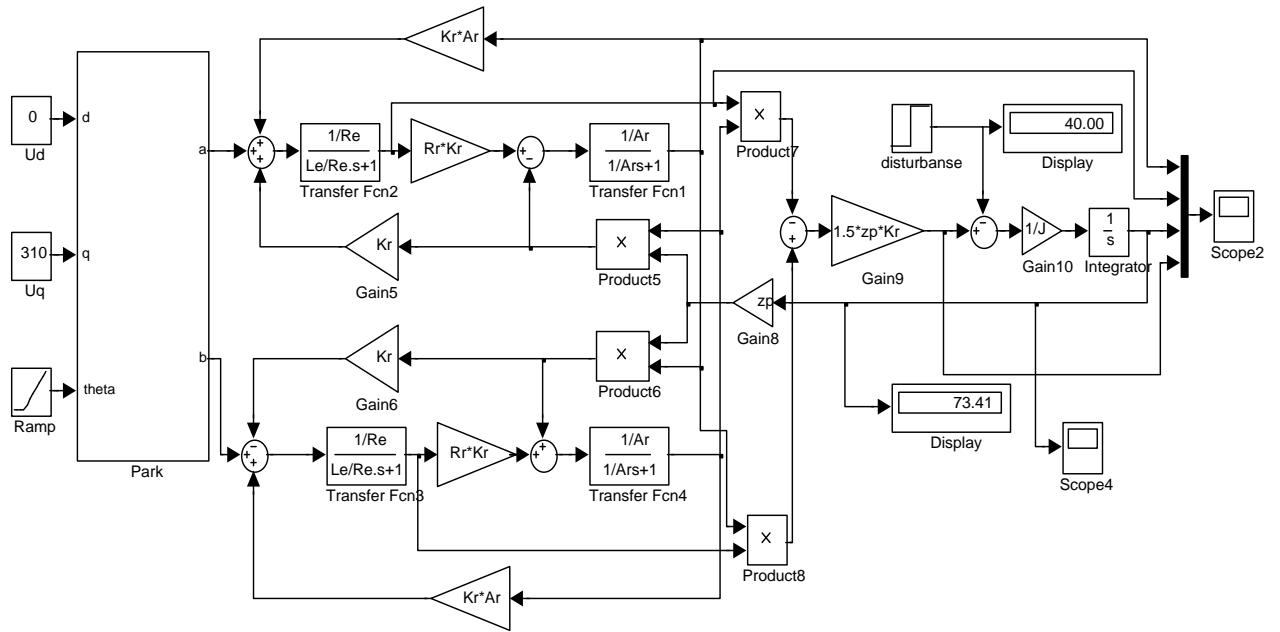 Kr*Ar
0
Ud
310
Uq
Ramp
d
q
theta
a
b
Park
1/Re
Le/Re.s+1
Transfer Fcn2
Rr*Kr
1/Ar
1/Ars+1
Transfer Fcn1
Kr
Gain5
X
Product5
X
Product7
disturbanse
40.00
Display
1.5*zp*Kr
Gain9
1/J
Gain10
1
s
Integrator
Scope2
zp
Gain8
Kr
Gain6
X
Product6
73.41
Display
Scope4
1/Re
Le/Re.s+1
Transfer Fcn3
Rr*Kr
1/Ar
1/Ars+1
Transfer Fcn4
X
Product8
Kr*Ar